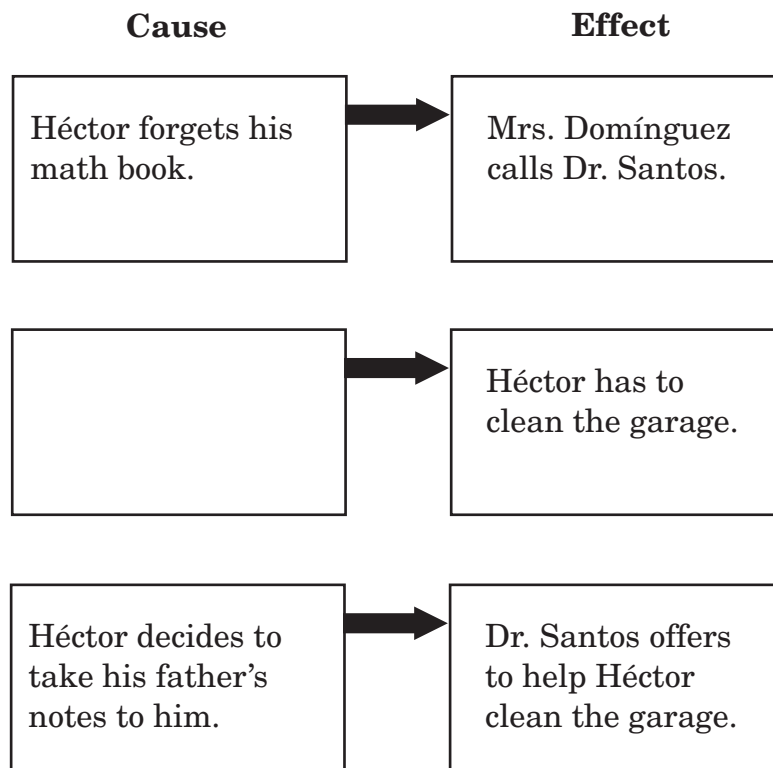 Cause
Effect
Héctor forgets his
math book.
Mrs. Domínguez
calls Dr. Santos.
Héctor has to
clean the garage.
Héctor decides to
take his father’s
notes to him.
Dr. Santos offers
to help Héctor
clean the garage.